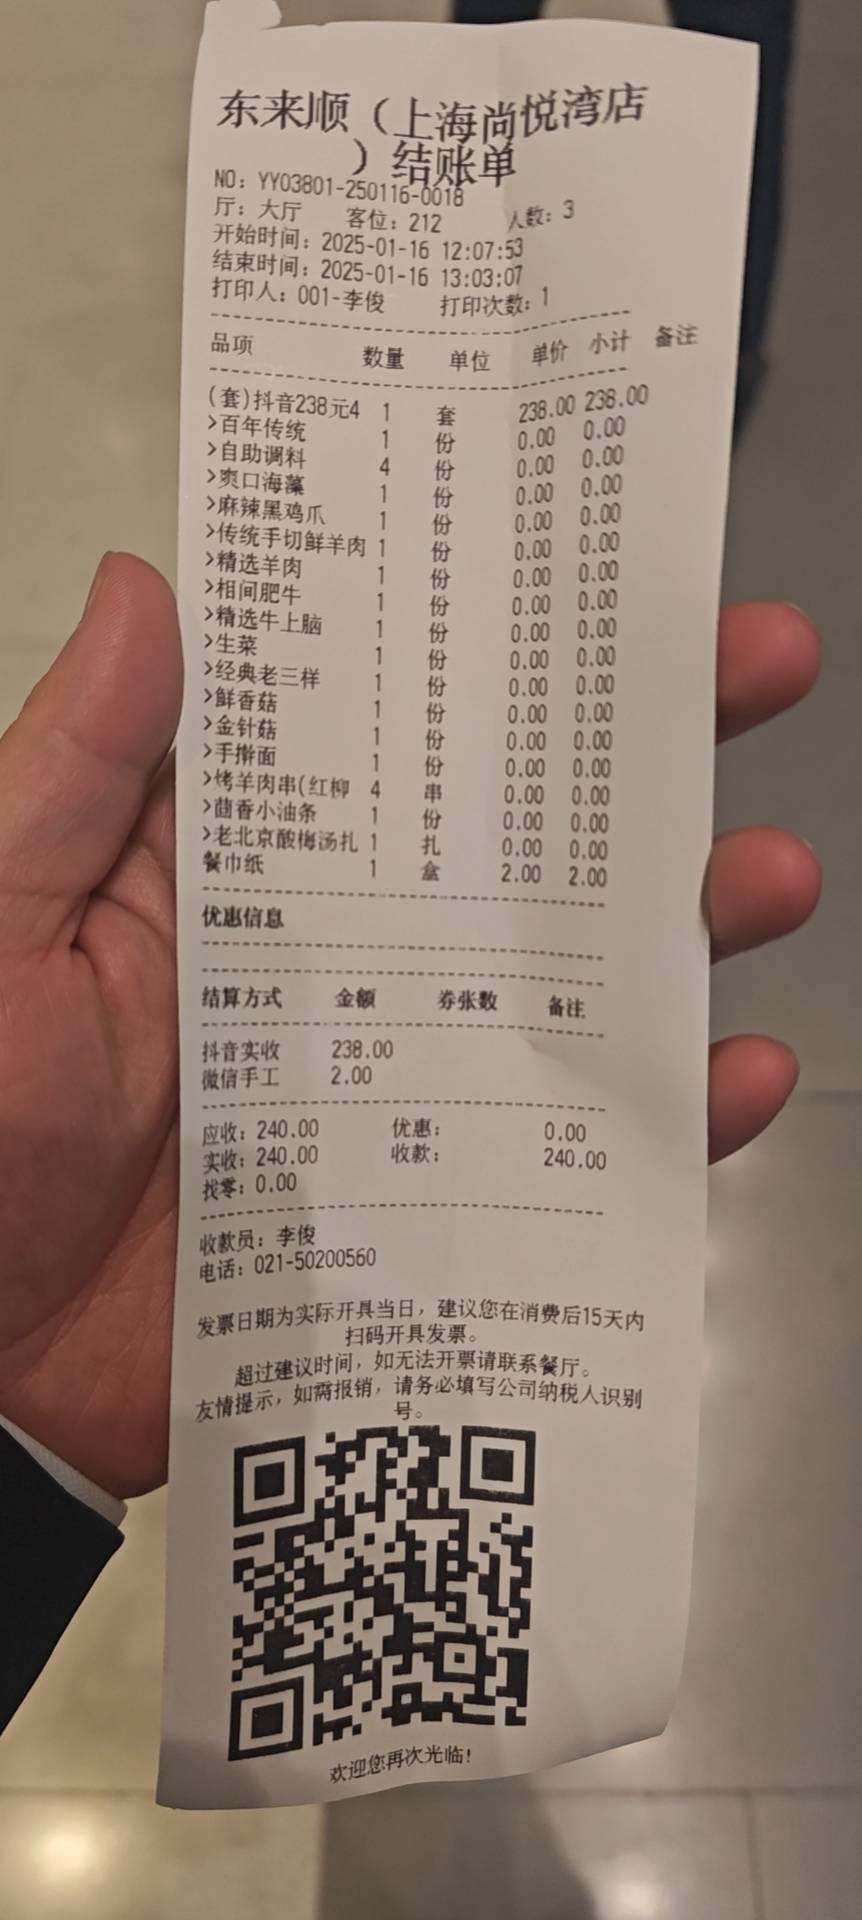 东来顺（上海尚悦湾店
）结账单
NO: YY03801-250116-0018
厅: 大厅 客位: 212 人数: 3
开始时间: 2025-01-16 12:07:53
结束时间: 2025-01-16 13:03:07
打印人: 001-李俊 打印次数: 1
品项 数量 单位 单价 小计 备注
(套)抖音238元4 1 套 238.00 238.00
>百年传统 1 份 0.00 0.00
>自助调料 4 份 0.00 0.00
>爽口海藻 1 份 0.00 0.00
>麻辣黑鸡爪 1 份 0.00 0.00
>传统手切鲜羊肉 1 份 0.00 0.00
>精选羊肉 1 份 0.00 0.00
>相间肥牛 1 份 0.00 0.00
>精选牛上脑 1 份 0.00 0.00
>生菜 1 份 0.00 0.00
>经典老三样 1 份 0.00 0.00
>鲜香菇 1 份 0.00 0.00
>金针菇 1 份 0.00 0.00
>手擀面 1 份 0.00 0.00
>烤羊肉串(红柳 4 串 0.00 0.00
>茴香小油条 1 份 0.00 0.00
>老北京酸梅汤扎 1 扎 0.00 0.00
餐巾纸 1 盒 2.00 2.00
优惠信息
结算方式 金额 券张数 备注
抖音实收 238.00
微信手工 2.00
应收: 240.00 优惠: 0.00
实收: 240.00 收款: 240.00
找零: 0.00
收款员: 李俊
电话: 021-50200560
发票日期为实际开具当日，建议您在消费后15天内
扫码开具发票。
超过建议时间，如无法开票请联系餐厅。
友情提示，如需报销，请务必填写公司纳税人识别
号。
欢迎您再次光临!